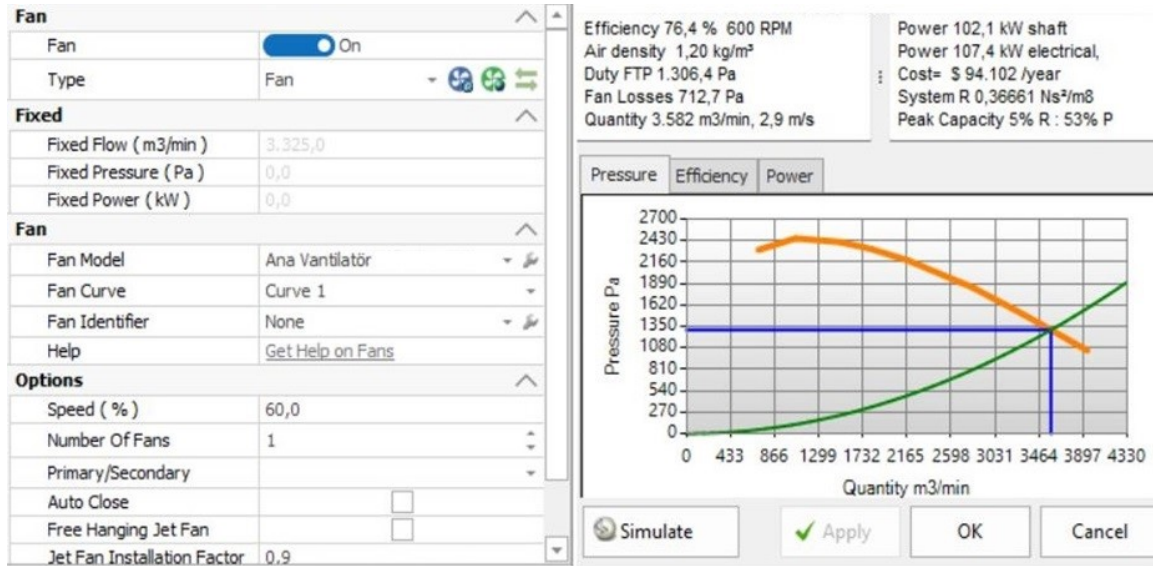 Fan
Fan On
Type Fan
Fixed
Fixed Flow ( m3/min ) 3.325,0
Fixed Pressure ( Pa ) 0,0
Fixed Power ( kW ) 0,0
Fan
Fan Model Ana Vantilatör
Fan Curve Curve 1
Fan Identifier None
Help Get Help on Fans
Options
Speed ( % ) 60,0
Number Of Fans 1
Primary/Secondary
Auto Close
Free Hanging Jet Fan
Jet Fan Installation Factor 0,9
Efficiency 76,4 % 600 RPM
Air density 1,20 kg/m³
Duty FTP 1.306,4 Pa
Fan Losses 712,7 Pa
Quantity 3.582 m3/min, 2,9 m/s
Power 102,1 kW shaft
Power 107,4 kW electrical,
Cost= $ 94.102 /year
System R 0,36661 Ns²/m8
Peak Capacity 5% R : 53% P
Pressure Efficiency Power
Pressure Pa
2700
2430
2160
1890
1620
1350
1080
810
540
270
0
0 433 866 1299 1732 2165 2598 3031 3464 3897 4330
Quantity m3/min
Simulate Apply OK Cancel